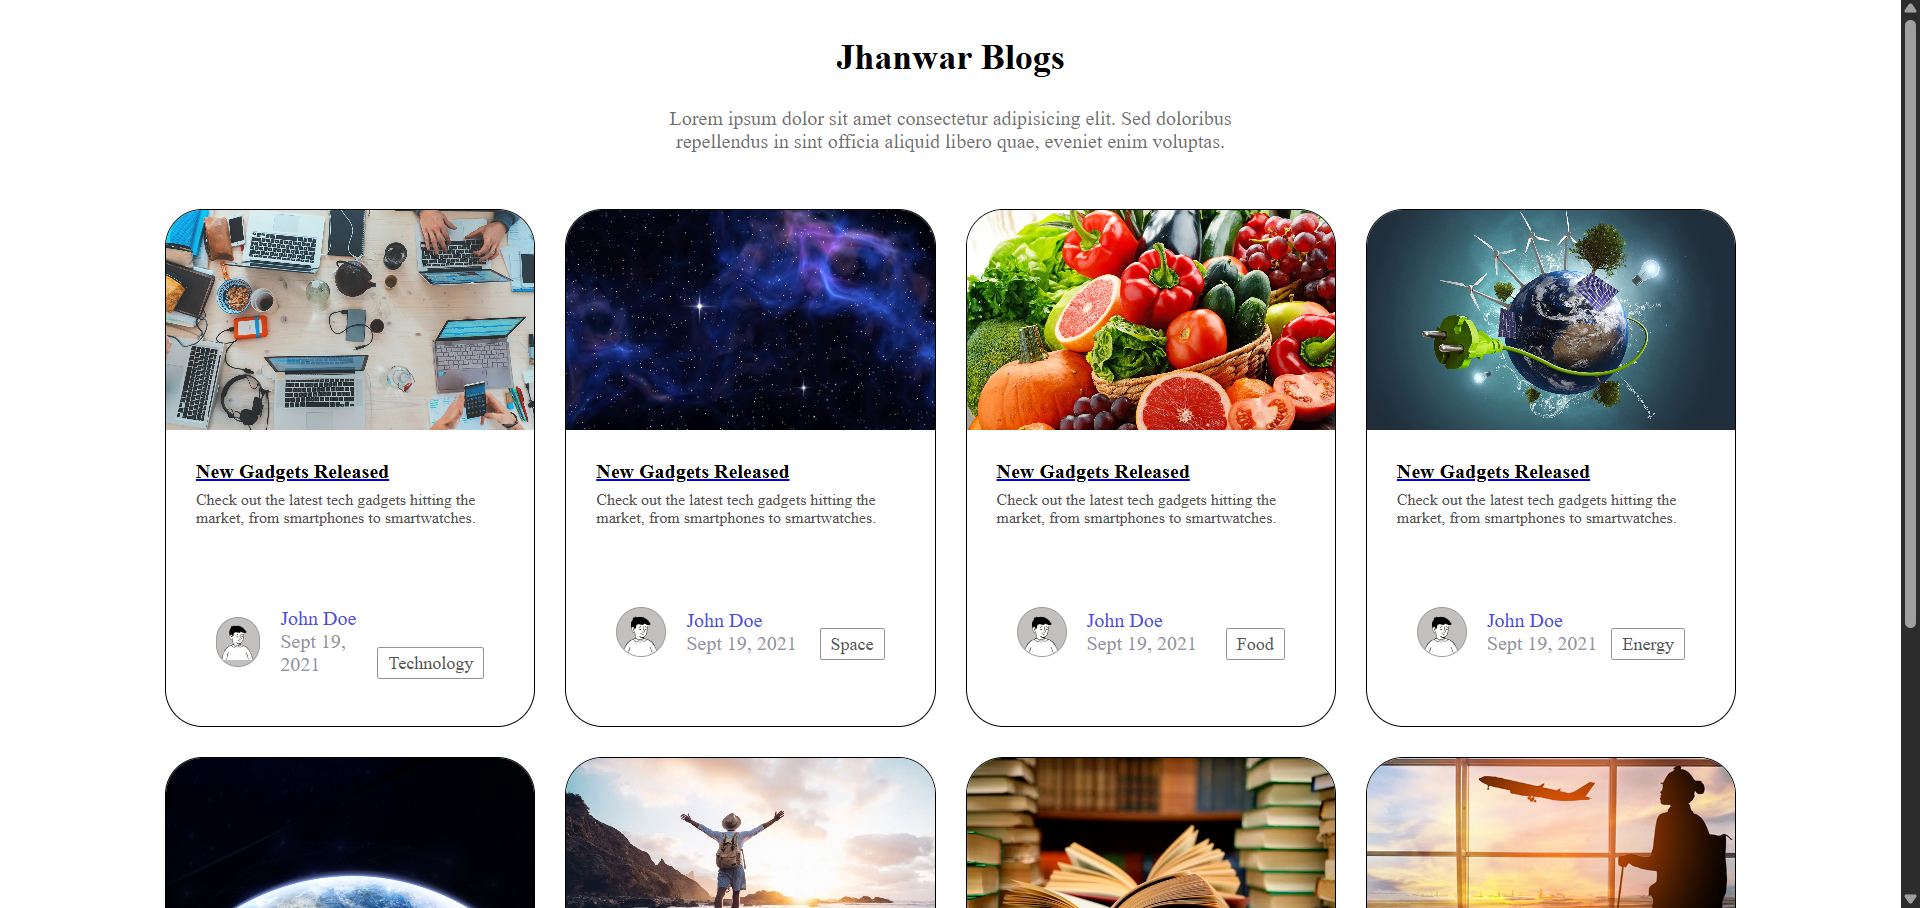 Jhanwar Blogs
Lorem ipsum dolor sit amet consectetur adipisicing elit. Sed doloribus
repellendus in sint officia aliquid libero quae, eveniet enim voluptas.
New Gadgets Released
Check out the latest tech gadgets hitting the
market, from smartphones to smartwatches.
John Doe
Sept 19,
2021
Technology
New Gadgets Released
Check out the latest tech gadgets hitting the
market, from smartphones to smartwatches.
John Doe
Sept 19, 2021
Space
New Gadgets Released
Check out the latest tech gadgets hitting the
market, from smartphones to smartwatches.
John Doe
Sept 19, 2021
Food
New Gadgets Released
Check out the latest tech gadgets hitting the
market, from smartphones to smartwatches.
John Doe
Sept 19, 2021
Energy